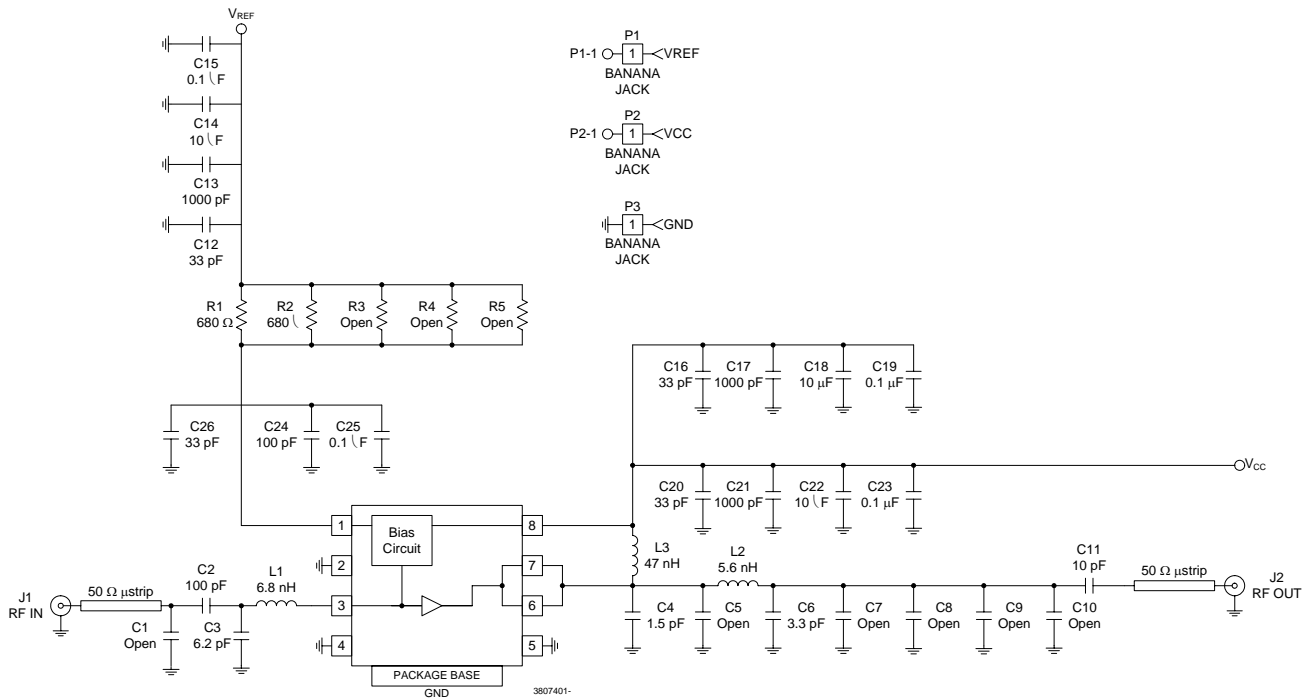 VREF
C15
0.1 \ F
C14
10 \ F
C13
1000 pF
C12
33 pF
P1
P1-1 1 VREF
BANANA
JACK
P2
P2-1 1 VCC
BANANA
JACK
P3
1 GND
BANANA
JACK
R1
680 Ω
R2
680 \
R3
Open
R4
Open
R5
Open
C16
33 pF
C17
1000 pF
C18
10 µF
C19
0.1 µF
C26
33 pF
C24
100 pF
C25
0.1 \ F
VCC
C20
33 pF
C21
1000 pF
C22
10 \ F
C23
0.1 µF
1
2
3
4
Bias
Circuit
8
7
6
5
PACKAGE BASE
GND
3807401-
J1
RF IN
50 Ω µstrip
C1
Open
C2
100 pF
C3
6.2 pF
L1
6.8 nH
L3
47 nH
L2
5.6 nH
C4
1.5 pF
C5
Open
C6
3.3 pF
C7
Open
C8
Open
C9
Open
C10
Open
C11
10 pF
50 Ω µstrip
J2
RF OUT